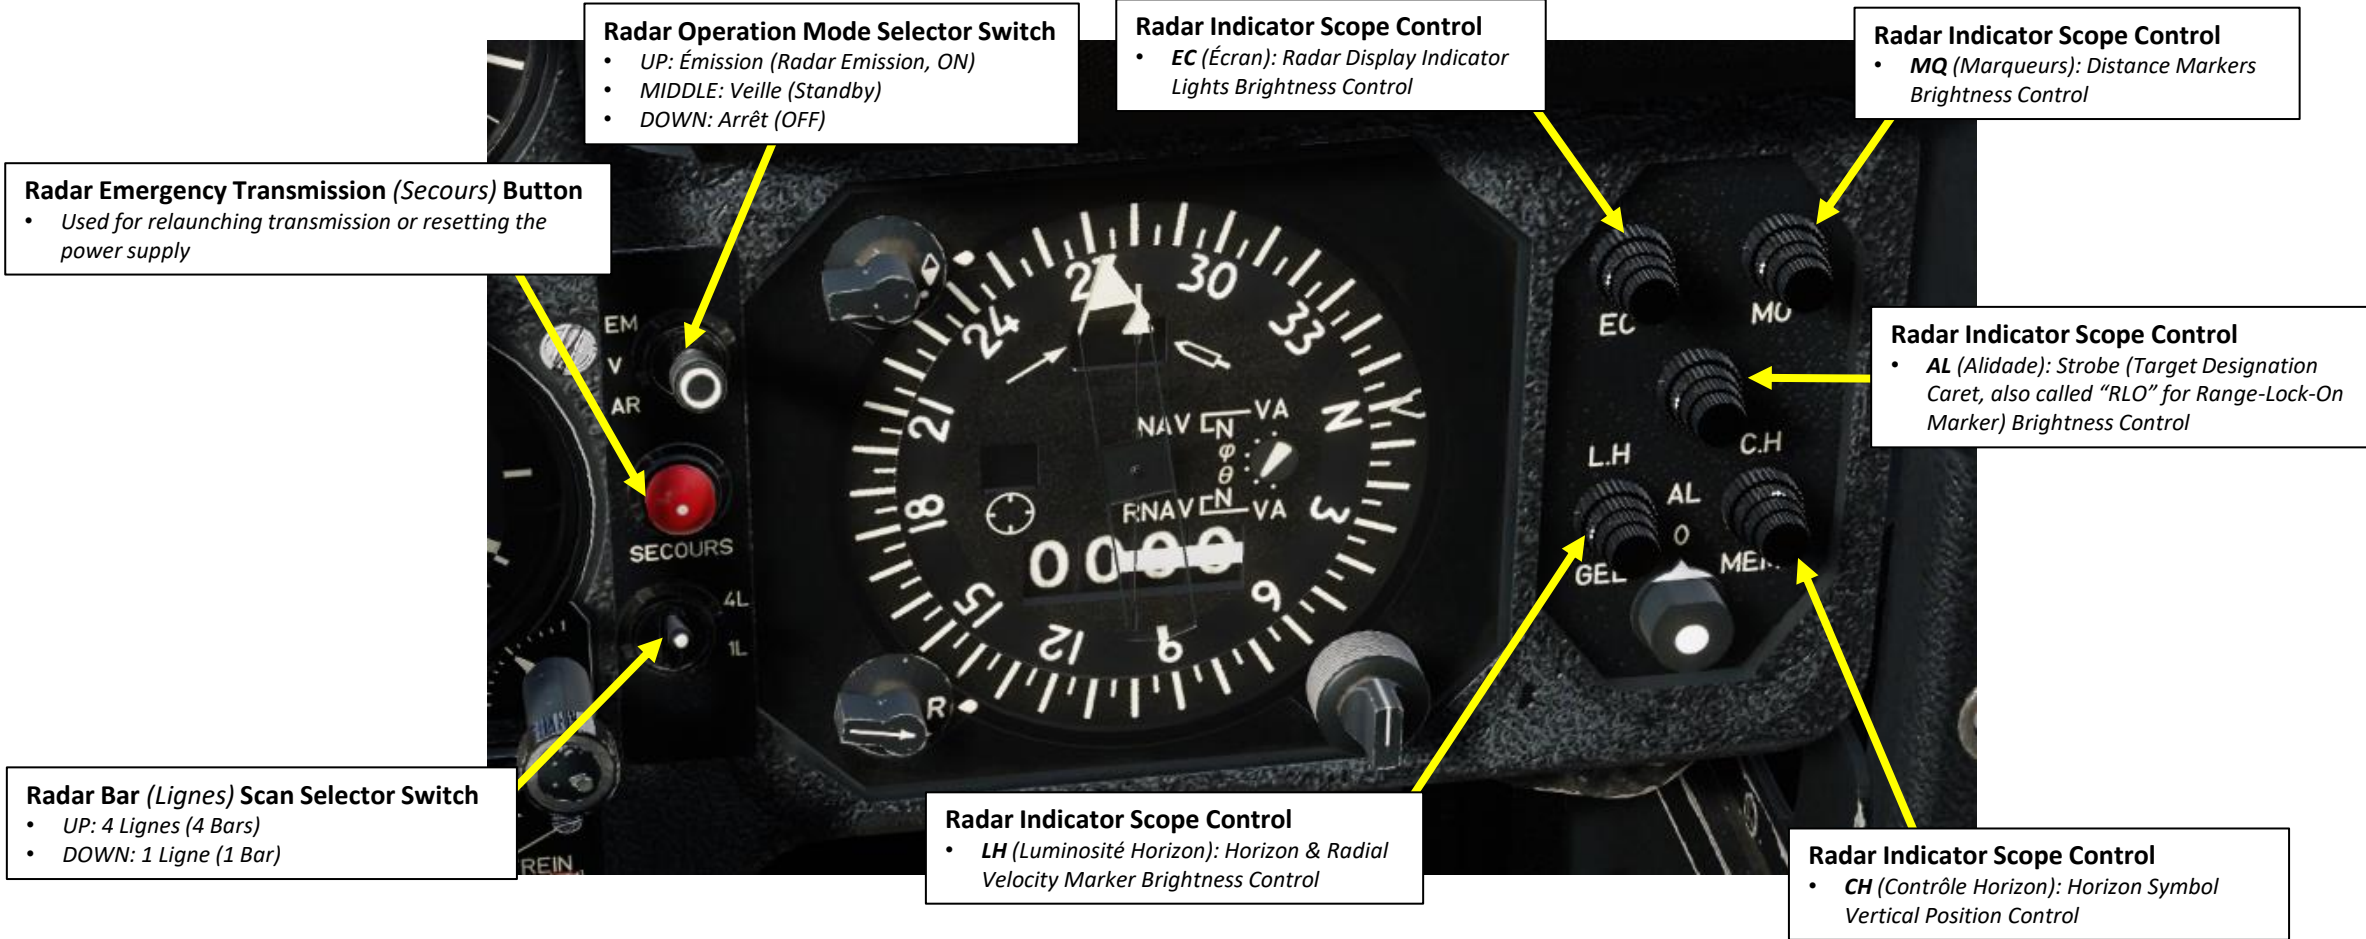 Radar Operation Mode Selector Switch
• UP: Émission (Radar Emission, ON)
• MIDDLE: Veille (Standby)
• DOWN: Arrêt (OFF)
Radar Indicator Scope Control
• EC (Écran): Radar Display Indicator
Lights Brightness Control
Radar Indicator Scope Control
• MQ (Marqueurs): Distance Markers
Brightness Control
Radar Emergency Transmission (Secours) Button
• Used for relaunching transmission or resetting the
power supply
Radar Indicator Scope Control
• AL (Alidade): Strobe (Target Designation
Caret, also called “RLO” for Range-Lock-On
Marker) Brightness Control
Radar Bar (Lignes) Scan Selector Switch
• UP: 4 Lignes (4 Bars)
• DOWN: 1 Ligne (1 Bar)
Radar Indicator Scope Control
• LH (Luminosité Horizon): Horizon & Radial
Velocity Marker Brightness Control
Radar Indicator Scope Control
• CH (Contrôle Horizon): Horizon Symbol
Vertical Position Control
EM
V
AR
SECOURS
4L
1L
30
33
N
3
6
9
12
15
18
21
24
NAV N VA
φ
θ
RNAV N VA
0000
R
EC
L.H
C.H
AL
0